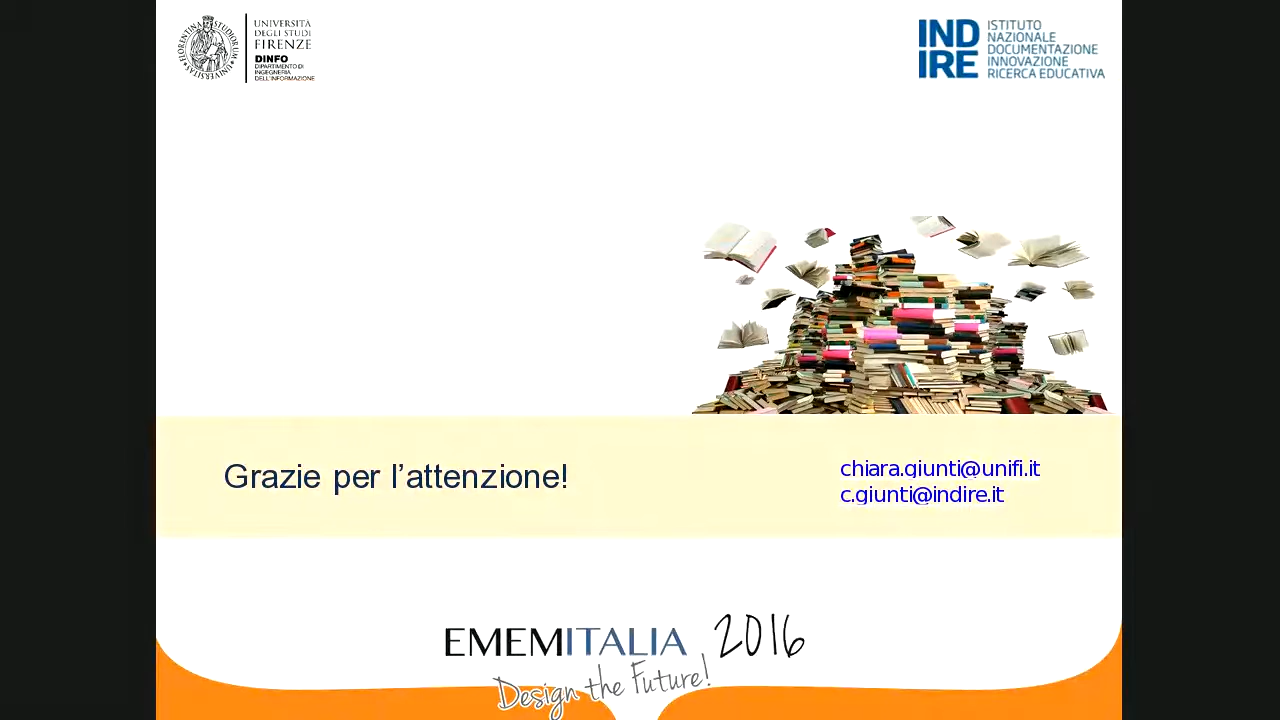 UNIVERSITÀ
DEGLI STUDI
FIRENZE
DINFO
DIPARTIMENTO DI
INGEGNERIA
DELL'INFORMAZIONE
IND
IRE
ISTITUTO
NAZIONALE
DOCUMENTAZIONE
INNOVAZIONE
RICERCA EDUCATIVA
Grazie per l’attenzione!
chiara.giunti@unifi.it
c.giunti@indire.it
EMEMITALIA 2016
Design the Future!